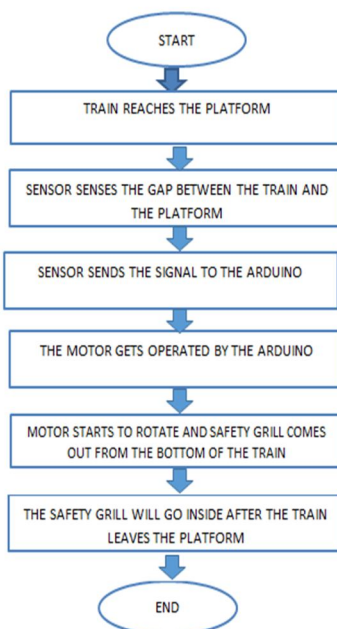 START
TRAIN REACHES THE PLATFORM
SENSOR SENSES THE GAP BETWEEN THE TRAIN AND
THE PLATFORM
SENSOR SENDS THE SIGNAL TO THE ARDUINO
THE MOTOR GETS OPERATED BY THE ARDUINO
MOTOR STARTS TO ROTATE AND SAFETY GRILL COMES
OUT FROM THE BOTTOM OF THE TRAIN
THE SAFETY GRILL WILL GO INSIDE AFTER THE TRAIN
LEAVES THE PLATFORM
END